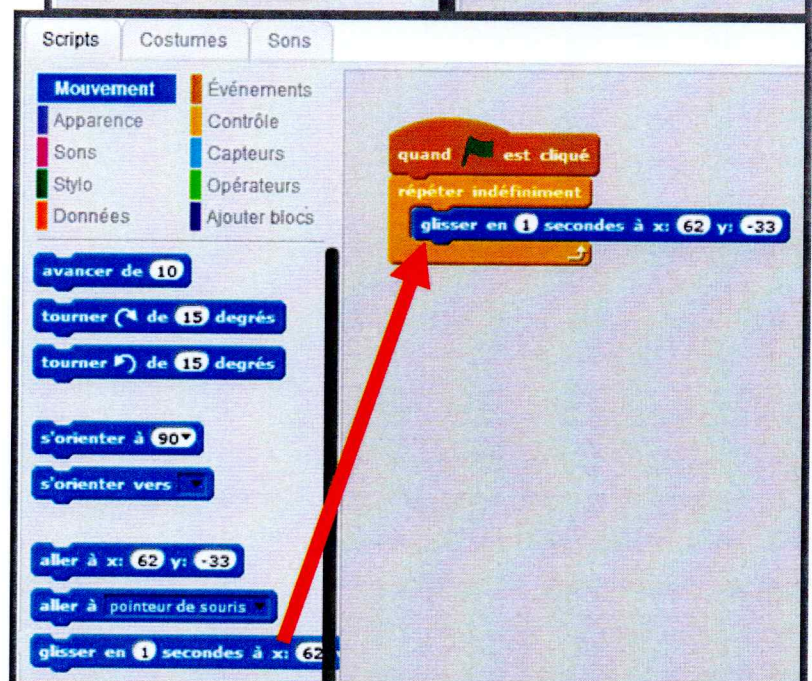 Scripts Costumes Sons
Mouvement Événements
Apparence Contrôle
Sons Capteurs
Stylo Opérateurs
Données Ajouter blocs
avancer de 10
tourner de 15 degrés
tourner de 15 degrés
s'orienter à 90
s'orienter vers
aller à x: 62 y: -33
aller à pointeur de souris
glisser en 1 secondes à x: 62
quand est cliqué
répéter indéfiniment
glisser en 1 secondes à x: 62 y: -33